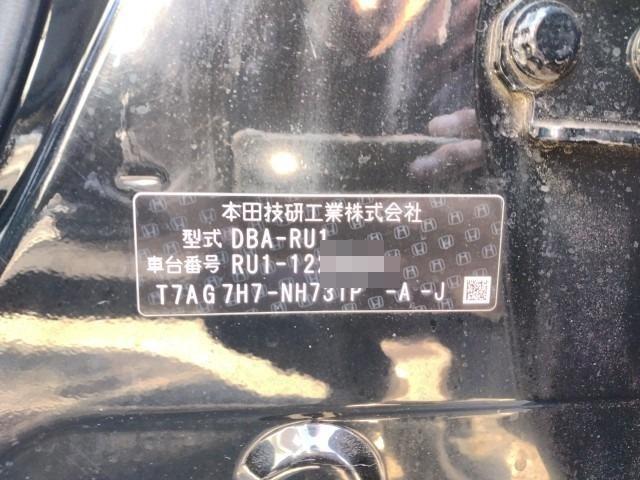 本田技研工業株式会社
型式 DBA-RU1
車台番号 RU1-122
T7AG 7H7-NH731P -A -J